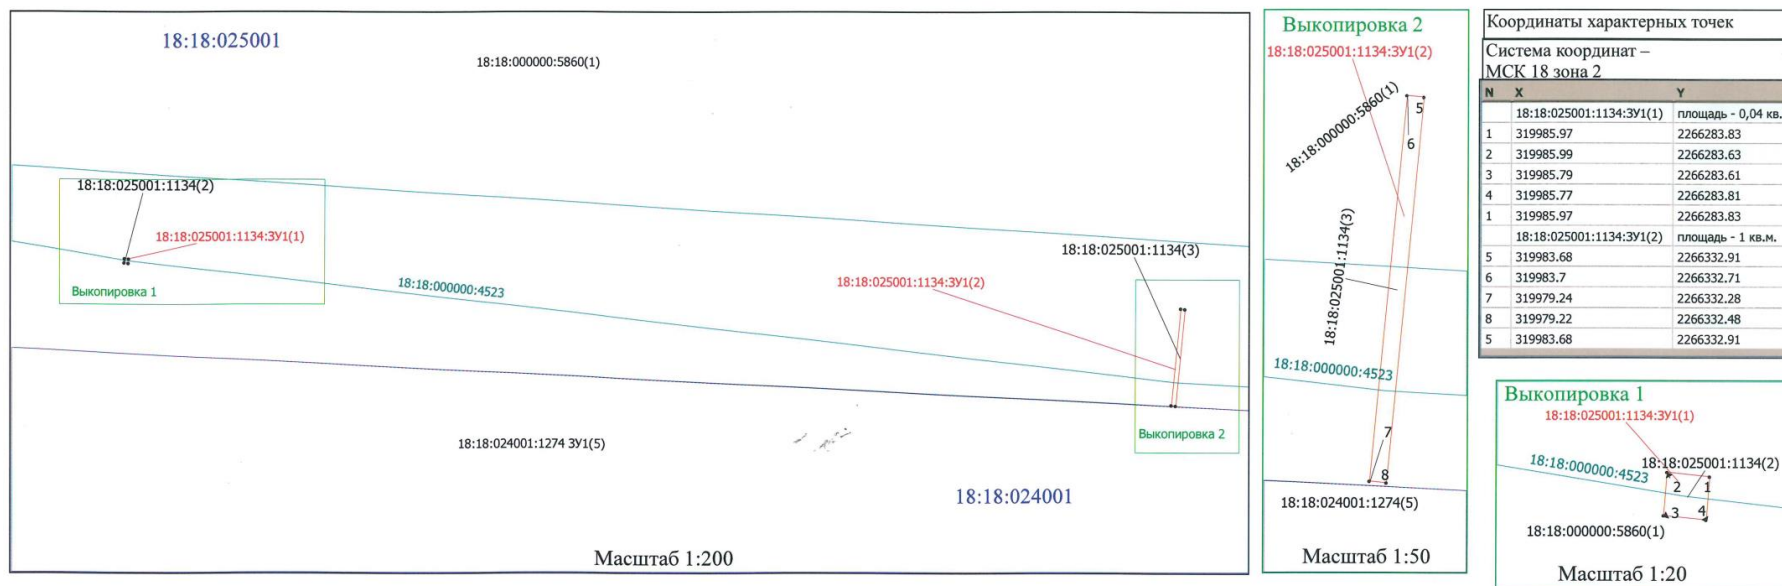 18:18:025001
18:18:000000:5860(1)
18:18:025001:1134(2)
18:18:025001:1134:ЗУ1(1)
Выкопировка 1
18:18:000000:4523
18:18:025001:1134(3)
18:18:025001:1134:ЗУ1(2)
Выкопировка 2
18:18:024001:1274 ЗУ1(5)
18:18:024001
Масштаб 1:200
Выкопировка 2
18:18:025001:1134:ЗУ1(2)
18:18:000000:5860(1)
5
6
18:18:025001:1134(3)
18:18:000000:4523
7
8
18:18:024001:1274(5)
Масштаб 1:50
Координаты характерных точек
Система координат –
МСК 18 зона 2
N X Y
18:18:025001:1134:ЗУ1(1) площадь - 0,04 кв.
1 319985.97 2266283.83
2 319985.99 2266283.63
3 319985.79 2266283.61
4 319985.77 2266283.81
1 319985.97 2266283.83
18:18:025001:1134:ЗУ1(2) площадь - 1 кв.м.
5 319983.68 2266332.91
6 319983.7 2266332.71
7 319979.24 2266332.28
8 319979.22 2266332.48
5 319983.68 2266332.91
Выкопировка 1
18:18:025001:1134:ЗУ1(1)
18:18:000000:4523
18:18:025001:1134(2)
2 1
3 4
18:18:000000:5860(1)
Масштаб 1:20